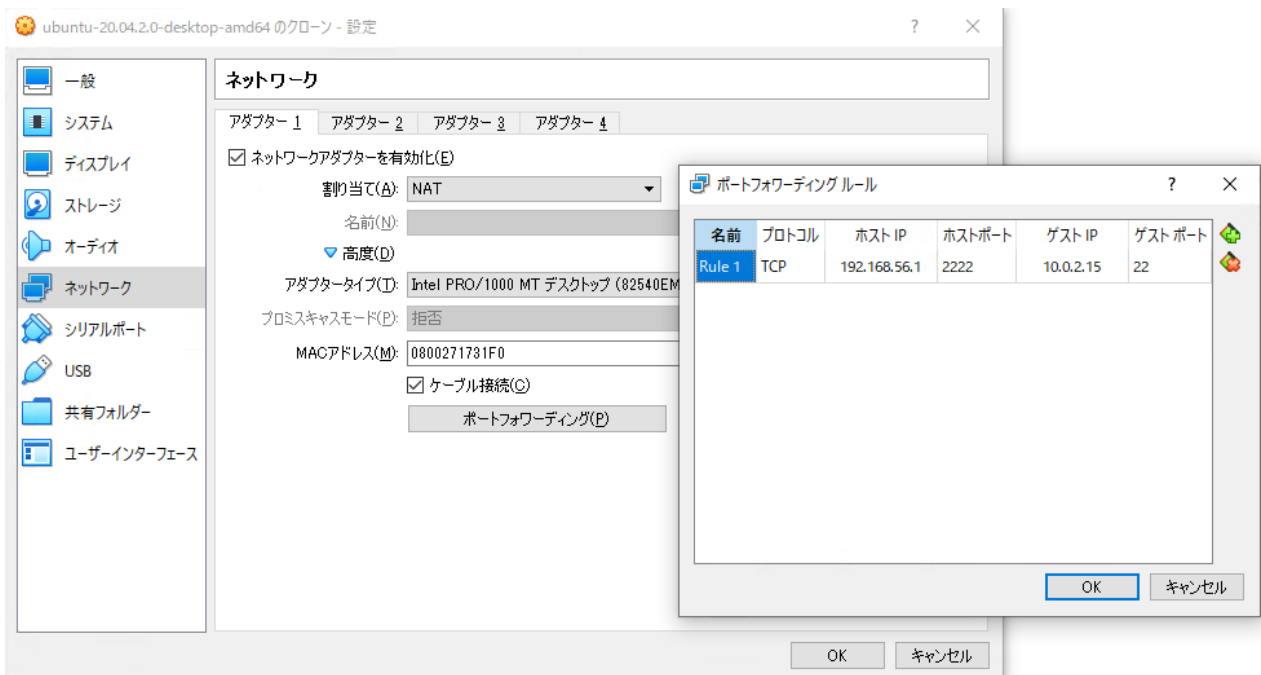 ubuntu-20.04.2.0-desktop-amd64 のクローン - 設定 ? ×
一般
システム
ディスプレイ
ストレージ
オーディオ
ネットワーク
シリアルポート
USB
共有フォルダー
ユーザーインターフェース
ネットワーク
アダプター 1 アダプター 2 アダプター 3 アダプター 4
ネットワークアダプターを有効化(E)
割り当て(A): NAT
名前(N):
高度(D)
アダプタータイプ(T): Intel PRO/1000 MT デスクトップ (82540EM
プロミスキャスモード(P): 拒否
MACアドレス(M): 0800271731F0
ケーブル接続(C)
ポートフォワーディング(P)
OK キャンセル
ポートフォワーディング ルール ? ×
名前 プロトコル ホスト IP ホストポート ゲスト IP ゲスト ポート
Rule 1 TCP 192.168.56.1 2222 10.0.2.15 22
OK キャンセル